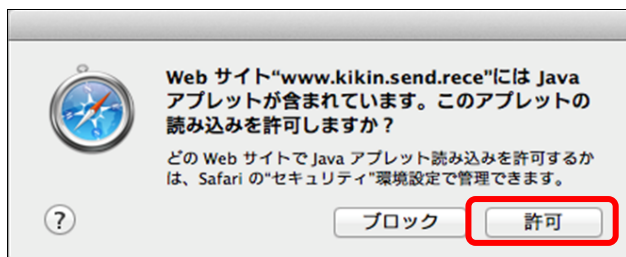 Web サイト“www.kikin.send.rece”には Java
アプレットが含まれています。このアプレットの
読み込みを許可しますか？
どの Web サイトで Java アプレット読み込みを許可するか
は、Safari の“セキュリティ”環境設定で管理できます。
?
ブロック
許可